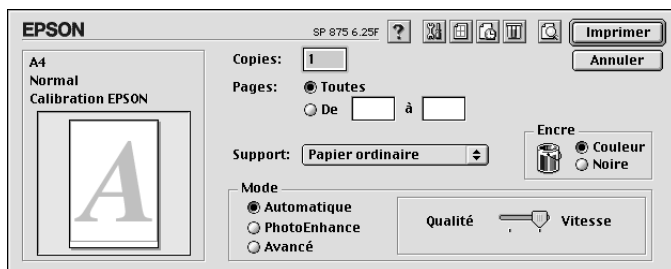 EPSON
SP 875 6.25F
?
Imprimer
Annuler
A4
Normal
Calibration EPSON
A
Copies: 1
Pages: Toutes
De à
Support: Papier ordinaire
Encre
Couleur
Noire
Mode
Automatique
PhotoEnhance
Avancé
Qualité Vitesse